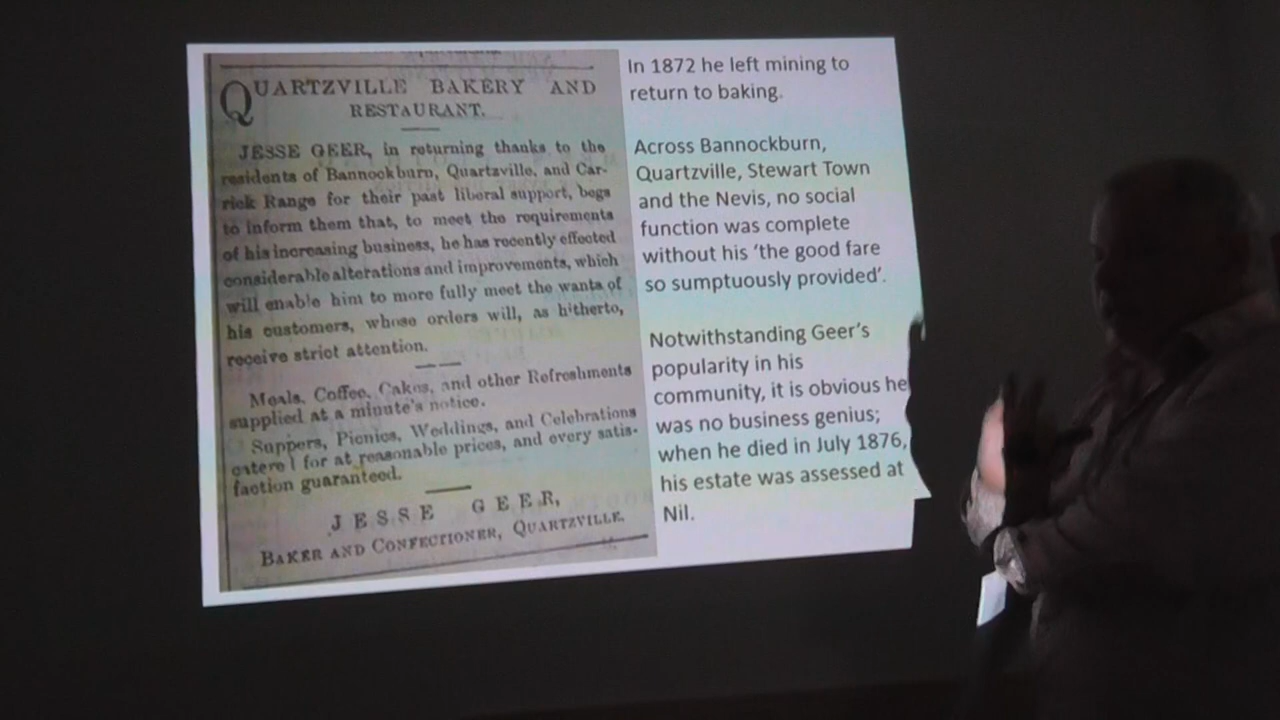 QUARTZVILLE BAKERY AND
RESTAURANT.
JESSE GEER, in returning thanks to the
residents of Bannockburn, Quartzville, and Car-
rick Range for their past liberal support, begs
to inform them that, to meet the requirements
of his increasing business, he has recently effected
considerable alterations and improvements, which
will enable him to more fully meet the wants of
his customers, whose orders will, as hitherto,
receive strict attention.
Meals, Coffee, Cakes, and other Refreshments
supplied at a minute's notice.
Suppers, Picnics, Weddings, and Celebrations
catere l for at reasonable prices, and every satis-
faction guaranteed.
JESSE GEER,
BAKER AND CONFECTIONER, QUARTZVILLE.
In 1872 he left mining to
return to baking.
Across Bannockburn,
Quartzville, Stewart Town
and the Nevis, no social
function was complete
without his ‘the good fare
so sumptuously provided’.
Notwithstanding Geer’s
popularity in his
community, it is obvious he
was no business genius;
when he died in July 1876,
his estate was assessed at
Nil.